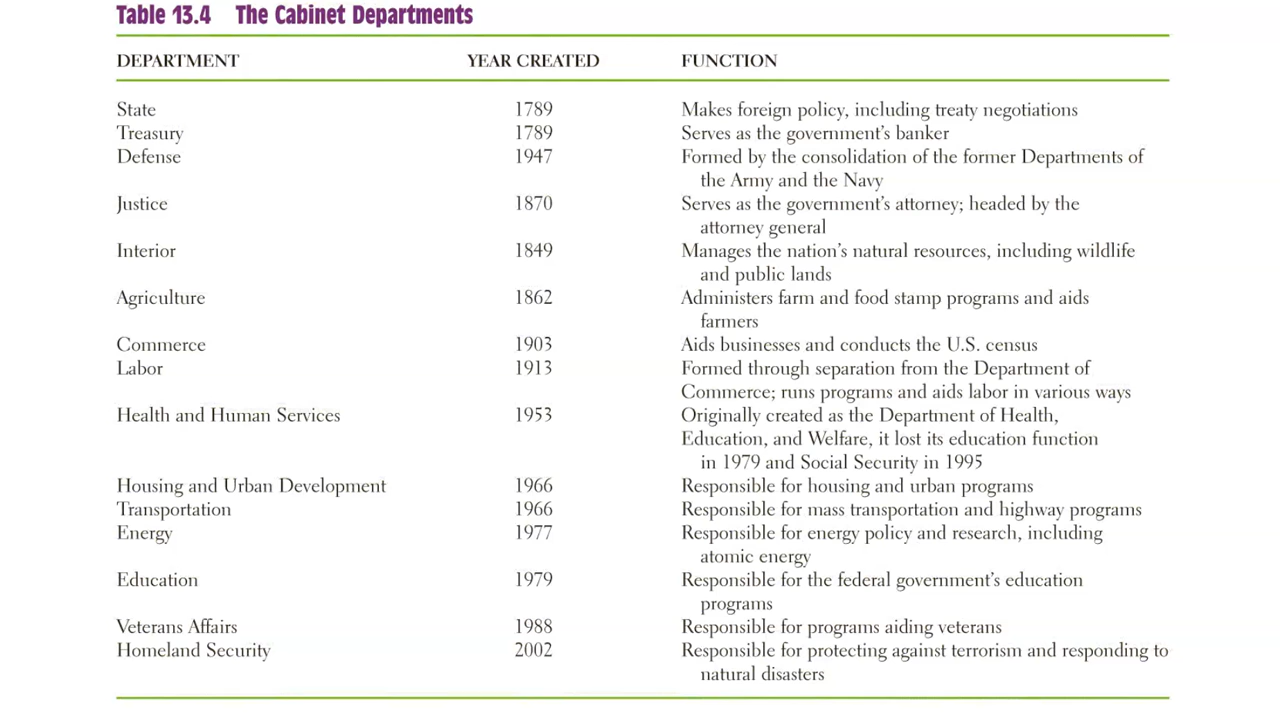 Table 13.4 The Cabinet Departments
DEPARTMENT YEAR CREATED FUNCTION
State 1789 Makes foreign policy, including treaty negotiations
Treasury 1789 Serves as the government’s banker
Defense 1947 Formed by the consolidation of the former Departments of
the Army and the Navy
Justice 1870 Serves as the government’s attorney; headed by the
attorney general
Interior 1849 Manages the nation’s natural resources, including wildlife
and public lands
Agriculture 1862 Administers farm and food stamp programs and aids
farmers
Commerce 1903 Aids businesses and conducts the U.S. census
Labor 1913 Formed through separation from the Department of
Commerce; runs programs and aids labor in various ways
Health and Human Services 1953 Originally created as the Department of Health,
Education, and Welfare, it lost its education function
in 1979 and Social Security in 1995
Housing and Urban Development 1966 Responsible for housing and urban programs
Transportation 1966 Responsible for mass transportation and highway programs
Energy 1977 Responsible for energy policy and research, including
atomic energy
Education 1979 Responsible for the federal government’s education
programs
Veterans Affairs 1988 Responsible for programs aiding veterans
Homeland Security 2002 Responsible for protecting against terrorism and responding to
natural disasters